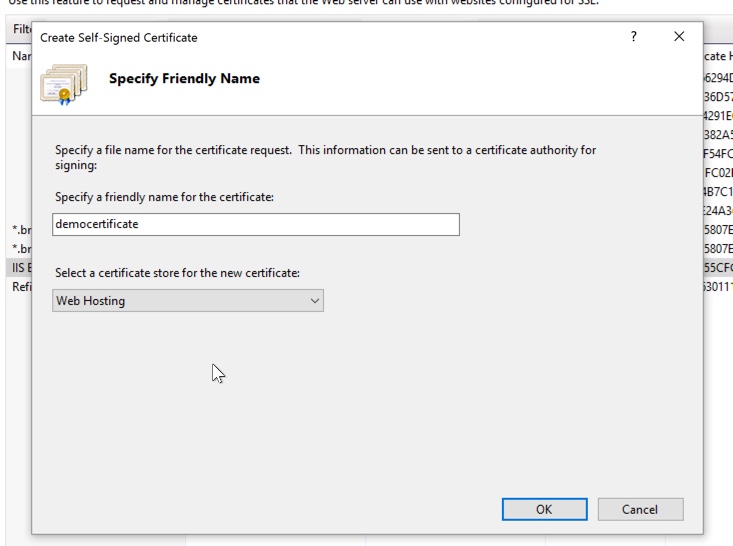 Use this feature to request and manage certificates that the Web server can use with websites configured for SSL.
Create Self-Signed Certificate
?
Specify Friendly Name
Specify a file name for the certificate request. This information can be sent to a certificate authority for
signing:
Specify a friendly name for the certificate:
democertificate
Select a certificate store for the new certificate:
Web Hosting
OK
Cancel
Filt
Nar
*.br
*.br
IIS E
Refi
cate H
6294D
36D57
4291E
382A5
F54FC
FC02
4B7C1
E24A3
5807E
5807E
55CF
63011